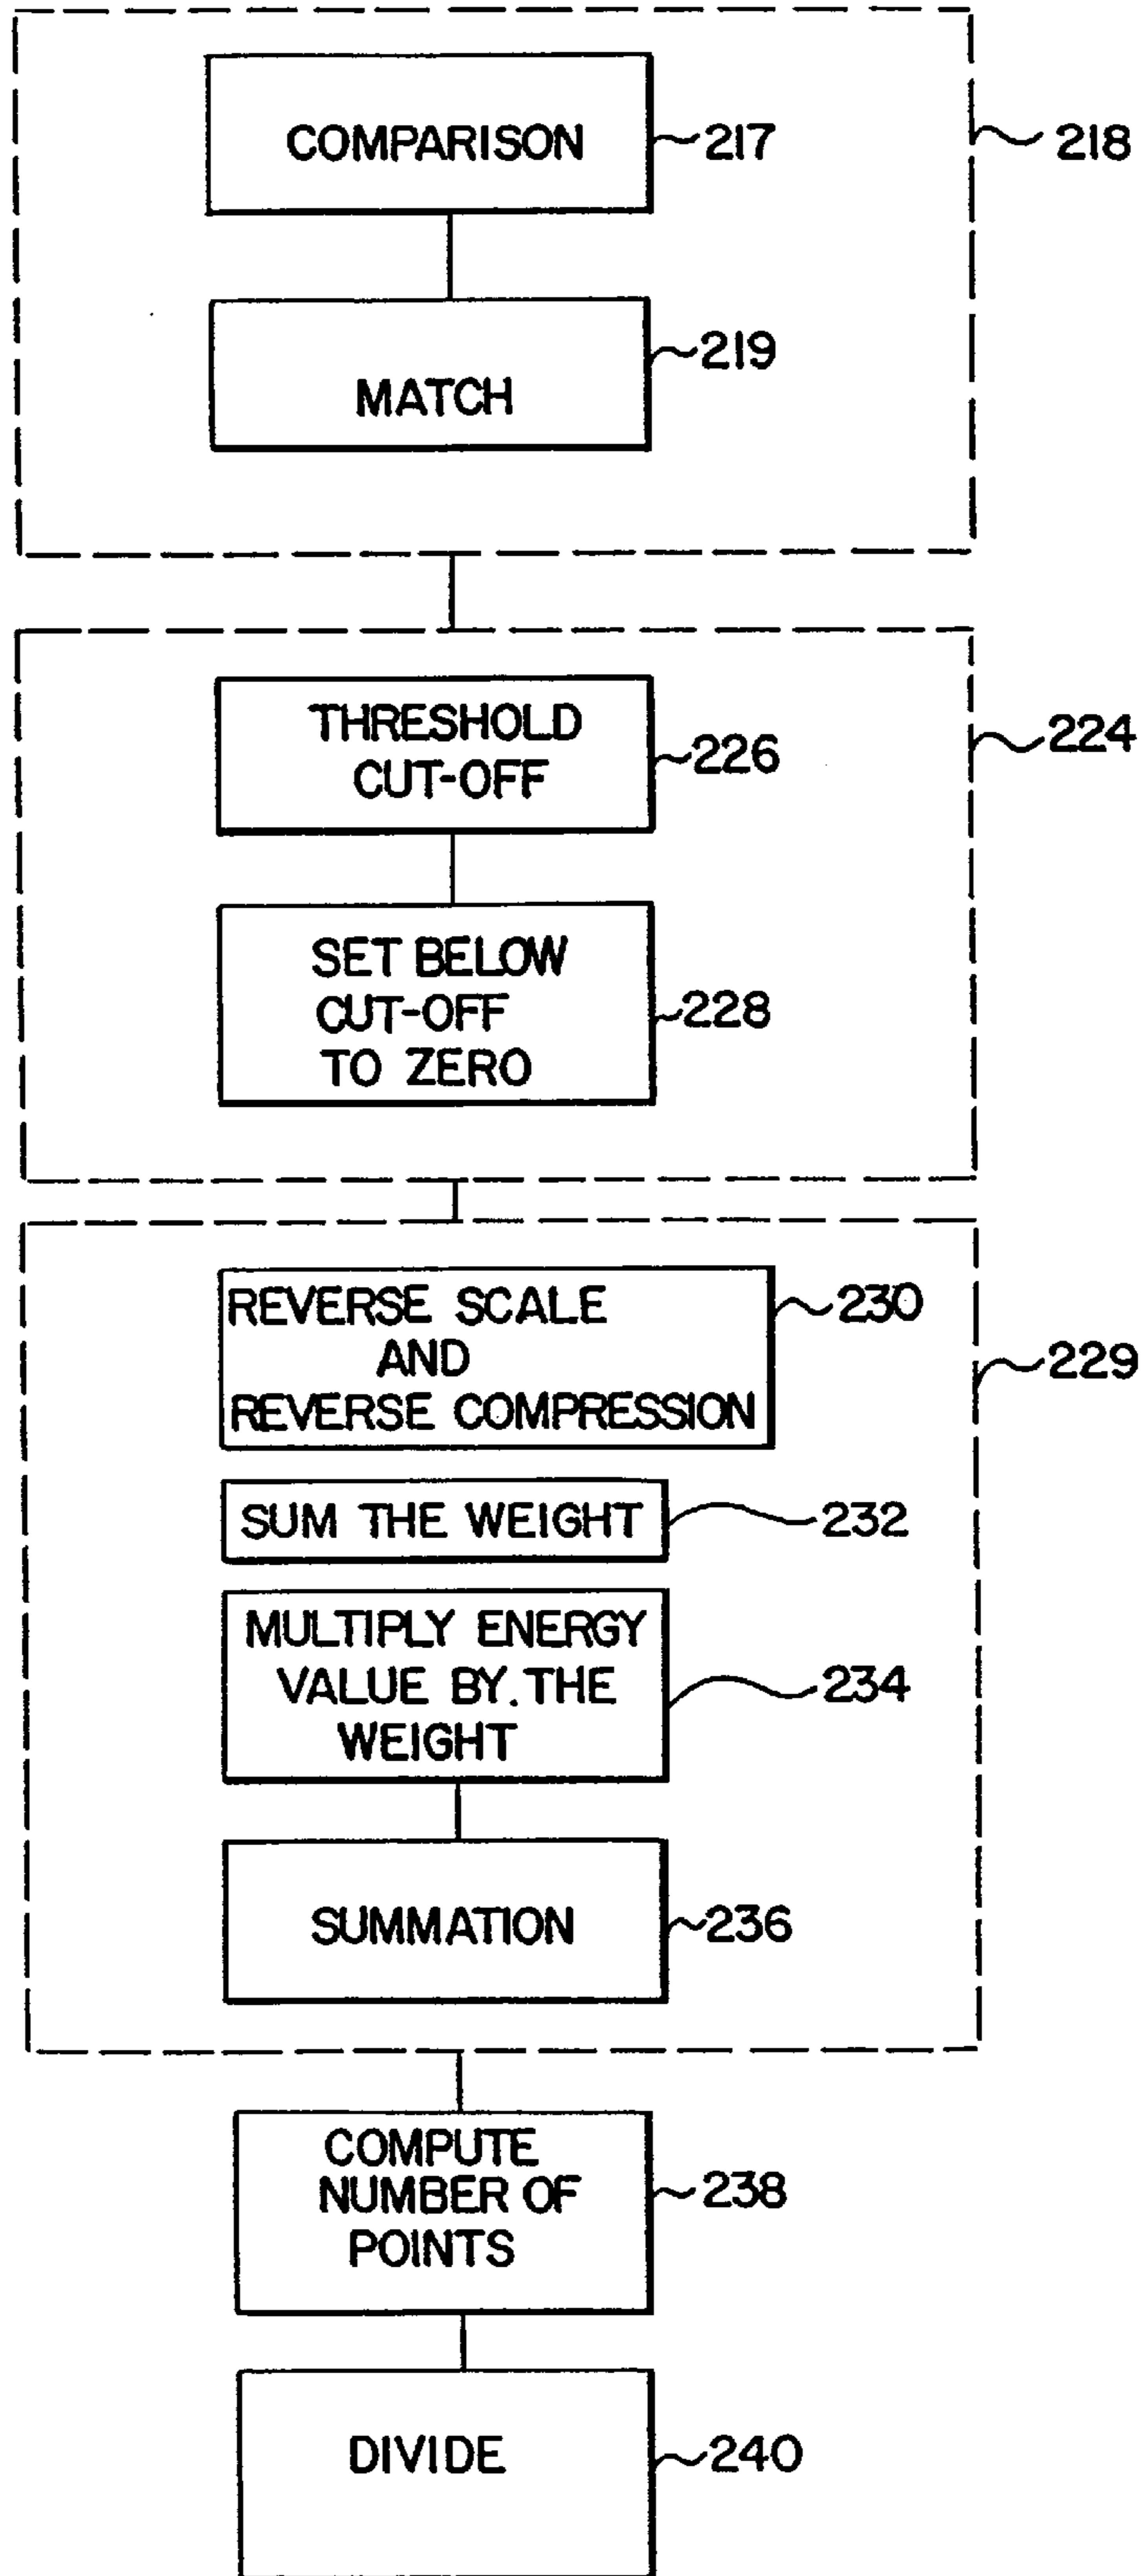 COMPARISON
217
218
MATCH
219
THRESHOLD
CUT-OFF
226
224
SET BELOW
CUT-OFF
TO ZERO
228
REVERSE SCALE
AND
REVERSE COMPRESSION
230
229
SUM THE WEIGHT
232
MULTIPLY ENERGY
VALUE BY. THE
WEIGHT
234
SUMMATION
236
COMPUTE
NUMBER OF
POINTS
238
DIVIDE
240